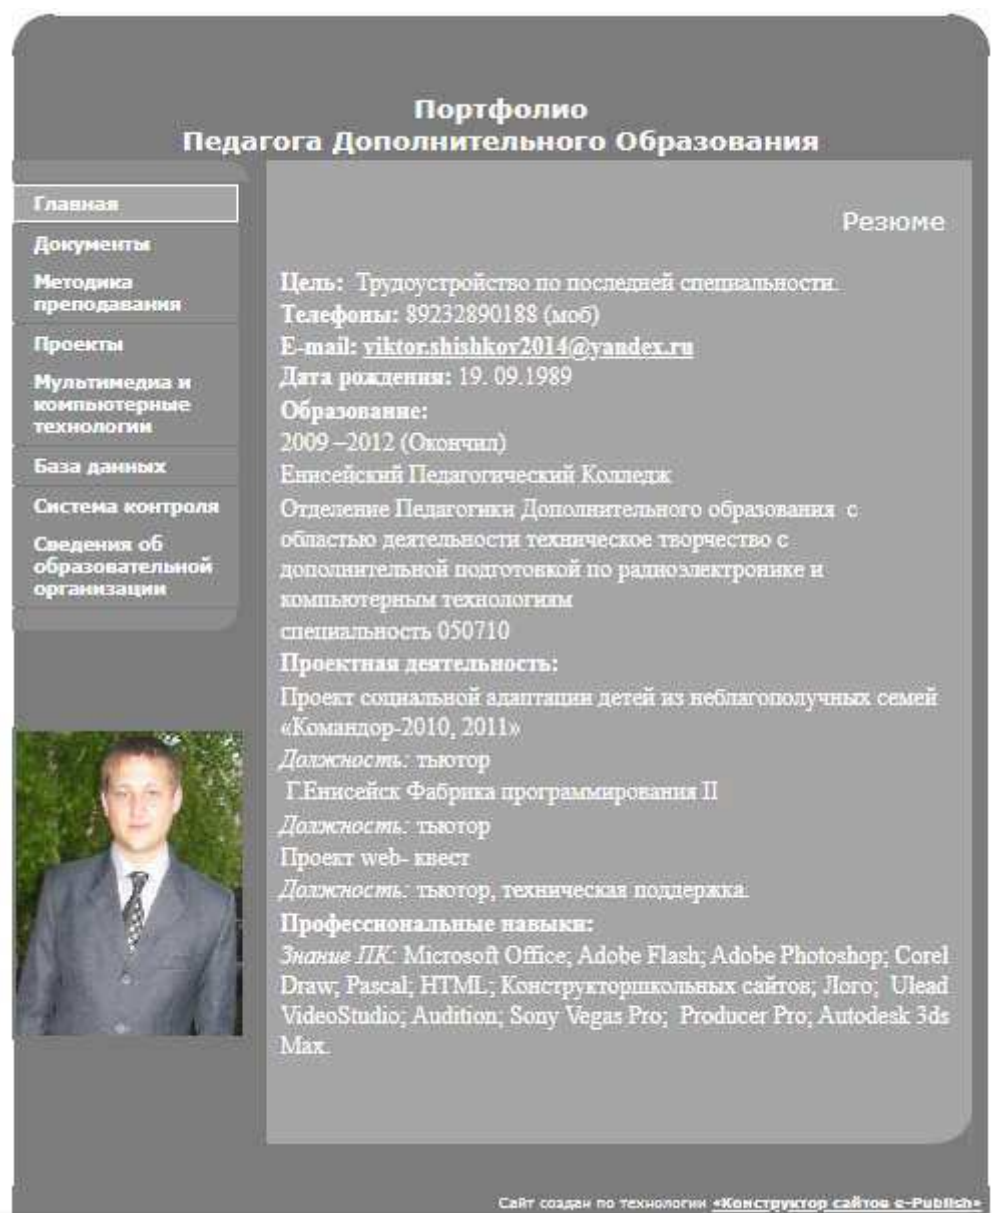 Портфолио
Педагога Дополнительного Образования
Главная
Документы
Методика
преподавания
Проекты
Мультимедиа и
компьютерные
технологии
База данных
Система контроля
Сведения об
образовательной
организации
Резюме
Цель: Трудоустройство по последней специальности.
Телефоны: 89232890188 (моб)
E-mail: viktor.shishkov2014@yandex.ru
Дата рождения: 19. 09.1989
Образование:
2009 –2012 (Окончил)
Енисейский Педагогический Колледж
Отделение Педагогики Дополнительного образования с
областью деятельности техническое творчество с
дополнительной подготовкой по радиоэлектронике и
компьютерным технологиям
специальность 050710
Проектная деятельность:
Проект социальной адаптации детей из неблагополучных семей
«Командор-2010, 2011»
Должность: тьютор
Г.Енисейск Фабрика программирования II
Должность: тьютор
Проект web- квест
Должность: тьютор, техническая поддержка.
Профессиональные навыки:
Знание ПК: Microsoft Office; Adobe Flash; Adobe Photoshop; Corel
Draw; Pascal; HTML; Конструкторшкольных сайтов; Лого; Ulead
VideoStudio; Audition; Sony Vegas Pro; Producer Pro; Autodesk 3ds
Max.
Сайт создан по технологии «Конструктор сайтов e-Publish»